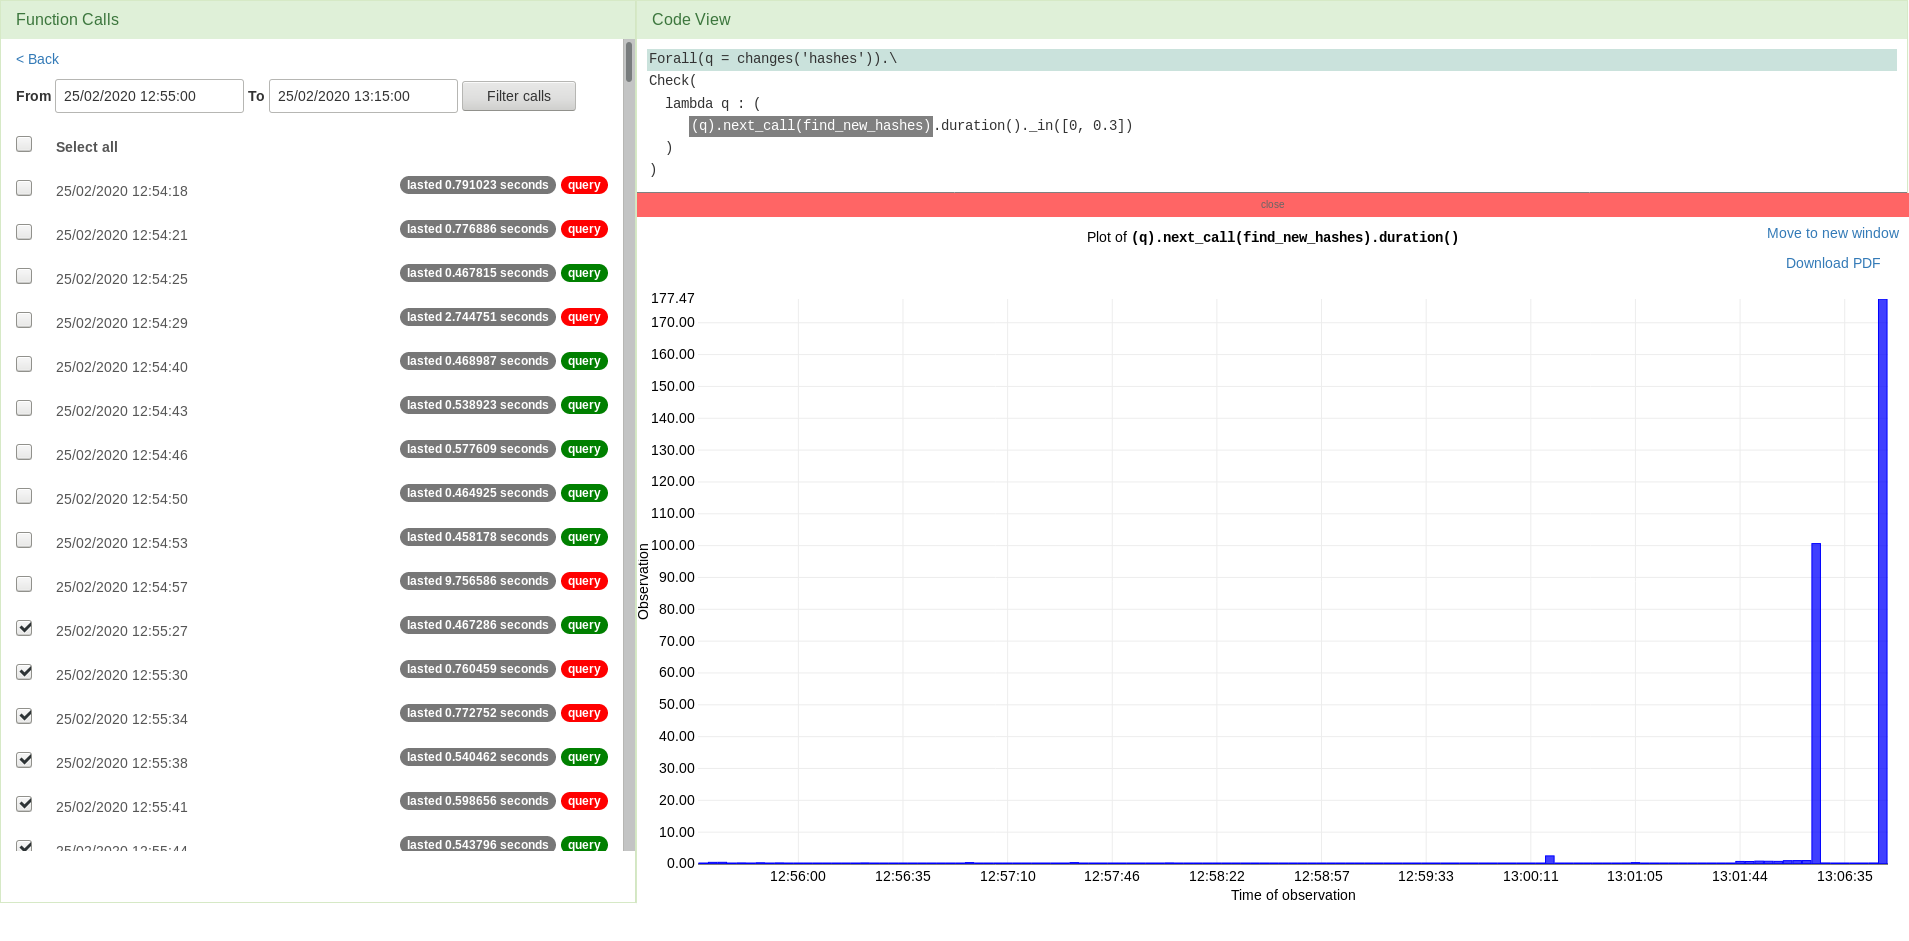 Function Calls
< Back
From 25/02/2020 12:55:00 To 25/02/2020 13:15:00 Filter calls
Select all
25/02/2020 12:54:18 lasted 0.791023 seconds query
25/02/2020 12:54:21 lasted 0.776886 seconds query
25/02/2020 12:54:25 lasted 0.467815 seconds query
25/02/2020 12:54:29 lasted 2.744751 seconds query
25/02/2020 12:54:40 lasted 0.468987 seconds query
25/02/2020 12:54:43 lasted 0.538923 seconds query
25/02/2020 12:54:46 lasted 0.577609 seconds query
25/02/2020 12:54:50 lasted 0.464925 seconds query
25/02/2020 12:54:53 lasted 0.458178 seconds query
25/02/2020 12:54:57 lasted 9.756586 seconds query
25/02/2020 12:55:27 lasted 0.467286 seconds query
25/02/2020 12:55:30 lasted 0.760459 seconds query
25/02/2020 12:55:34 lasted 0.772752 seconds query
25/02/2020 12:55:38 lasted 0.540462 seconds query
25/02/2020 12:55:41 lasted 0.598656 seconds query
25/02/2020 12:55:44 lasted 0.543796 seconds query
Code View
Forall(q = changes('hashes')).\
Check(
lambda q : (
(q).next_call(find_new_hashes).duration()._in([0, 0.3])
)
)
close
Plot of (q).next_call(find_new_hashes).duration()
Move to new window
Download PDF
177.47
170.00
160.00
150.00
140.00
130.00
120.00
110.00
100.00
90.00
80.00
70.00
60.00
50.00
40.00
30.00
20.00
10.00
0.00
Observation
12:56:00 12:56:35 12:57:10 12:57:46 12:58:22 12:58:57 12:59:33 13:00:11 13:01:05 13:01:44 13:06:35
Time of observation